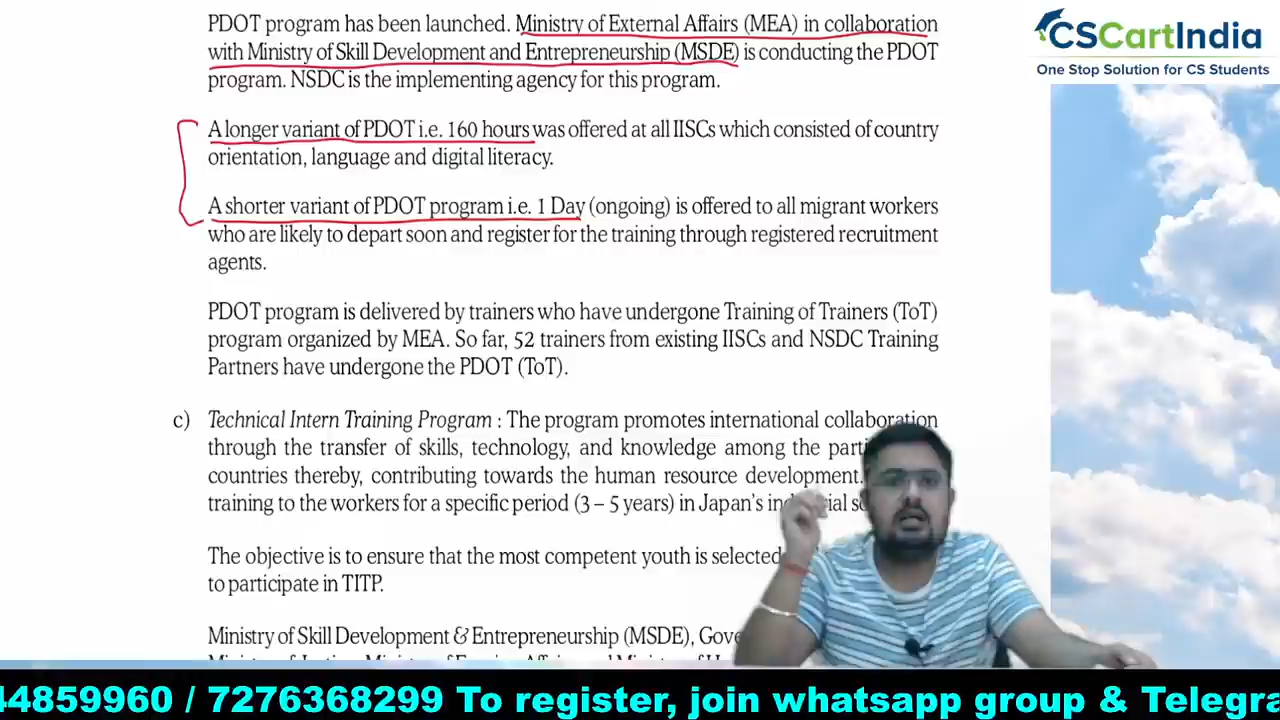 PDOT program has been launched. Ministry of External Affairs (MEA) in collaboration
with Ministry of Skill Development and Entrepreneurship (MSDE) is conducting the PDOT
program. NSDC is the implementing agency for this program.
A longer variant of PDOT i.e. 160 hours was offered at all IISCs which consisted of country
orientation, language and digital literacy.
A shorter variant of PDOT program i.e. 1 Day (ongoing) is offered to all migrant workers
who are likely to depart soon and register for the training through registered recruitment
agents.
PDOT program is delivered by trainers who have undergone Training of Trainers (ToT)
program organized by MEA. So far, 52 trainers from existing IISCs and NSDC Training
Partners have undergone the PDOT (ToT).
c) Technical Intern Training Program : The program promotes international collaboration
through the transfer of skills, technology, and knowledge among the
countries thereby, contributing towards the human resource development.
training to the workers for a specific period (3 – 5 years) in Japan's
The objective is to ensure that the most competent youth is selected
to participate in TITP.
Ministry of Skill Development & Entrepreneurship (MSDE),
CSCartIndia
One Stop Solution for CS Students
44859960 / 7276368299 To register, join whatsapp group & Telegra